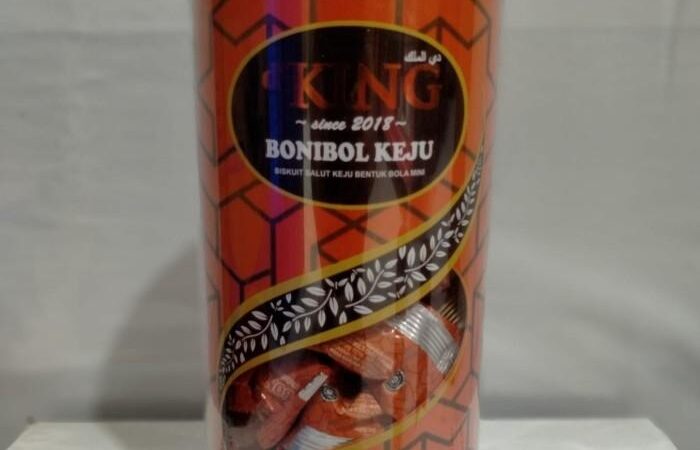 دي الملك
d'KING
~ since 2018 ~
BONIBOL KEJU
BISKUIT SALUT KEJU BENTUK BOLA MINI